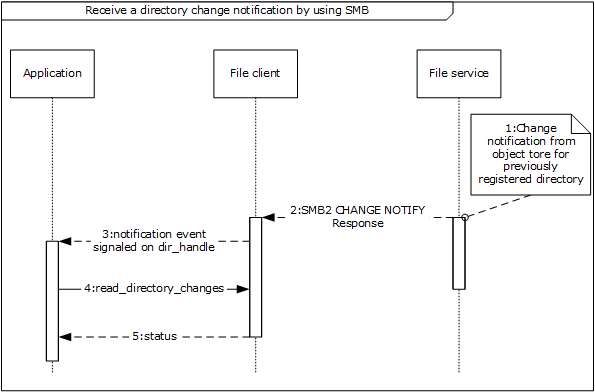 Receive a directory change notification by using SMB
Application
File client
File service
1:Change
notification from
object tore for
previously
registered directory
2:SMB2 CHANGE NOTIFY
Response
3:notification event
signaled on dir_handle
4:read_directory_changes
5:status